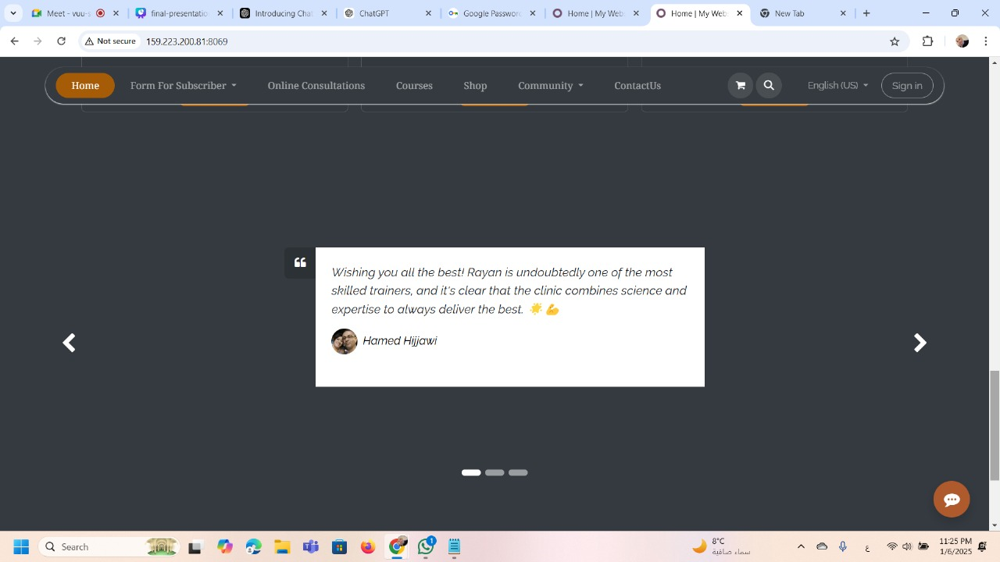 Meet - vuu-s
final-presentatio
Introducing Cha
ChatPT
Google Passwor
Home | My Web
Home | My Web
New Tab
Not secure
159.223.200.81:8069
Home
Form For Subscriber
Online Consultations
Courses
Shop
Community
ContactUs
English (US)
Sign in
Wishing you all the best! Rayan is undoubtedly one of the most
skilled trainers, and it's clear that the clinic combines science and
expertise to always deliver the best. 🌟 💪
Hamed Hijjawi
Search
1
8°C
سماء صافية
ع
11:25 PM
1/6/2025